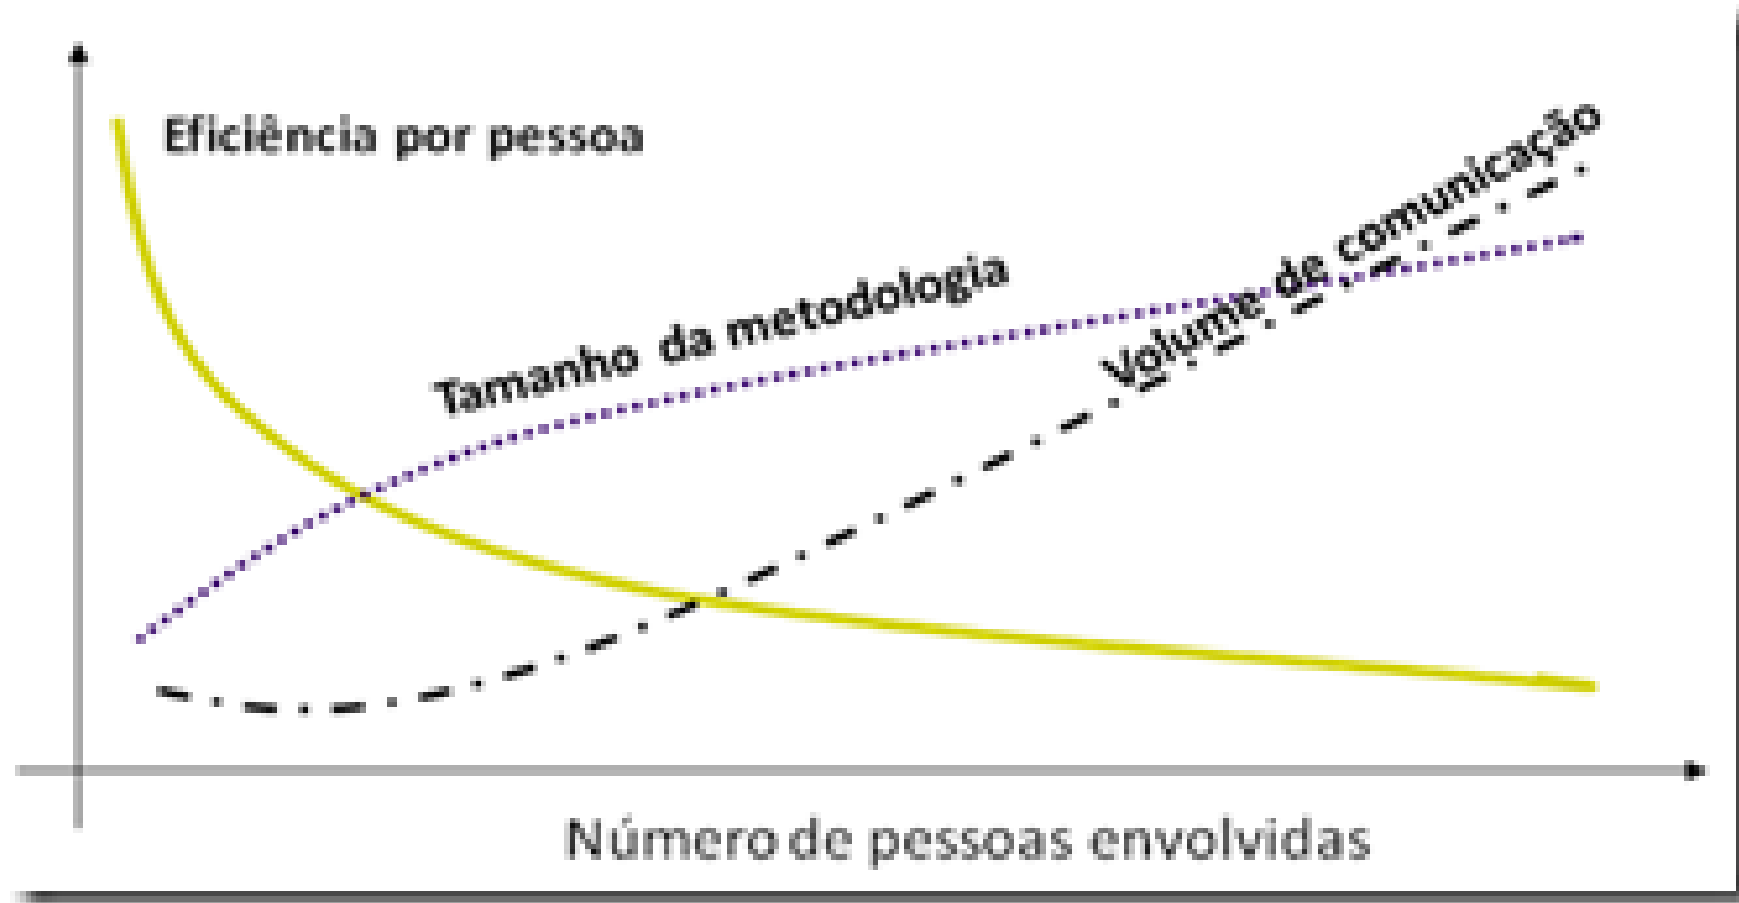 Eficiência por pessoa
Tamanho da metodologia
Volume de comunicação
Número de pessoas envolvidas